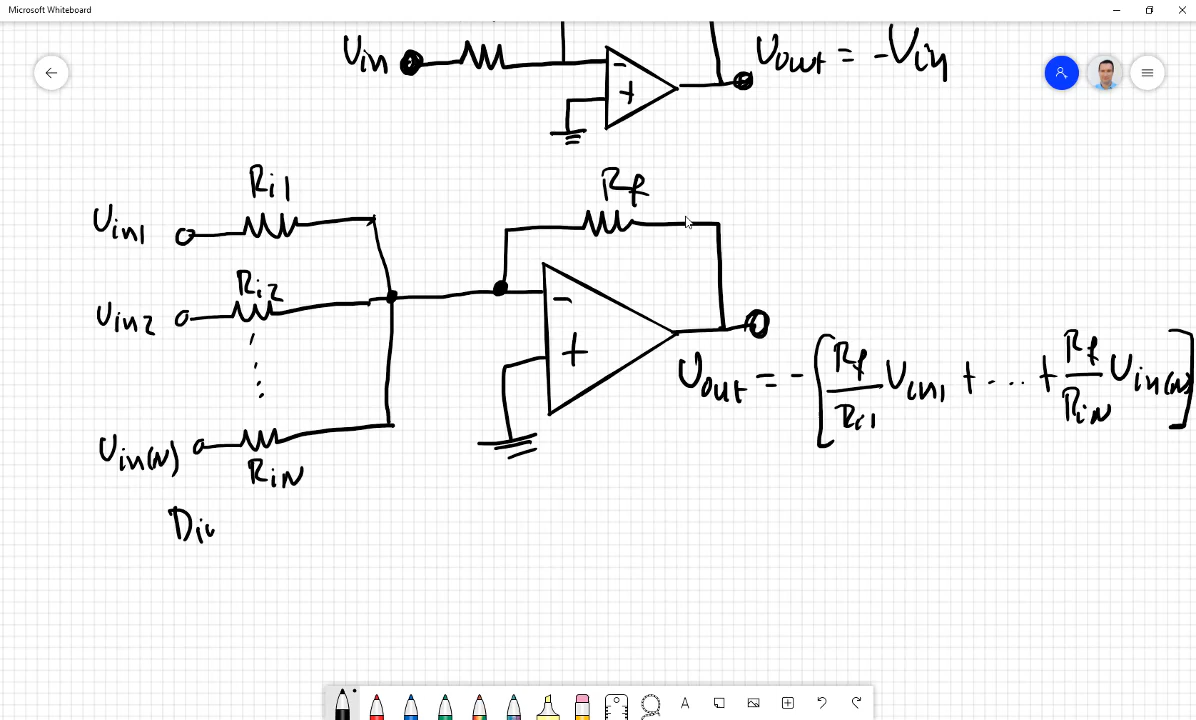 Microsoft Whiteboard
Vin
Vout = -Vin
-
+
Ri1
Rf
Vin1
Ri2
Vin2
-
+
Vout = - [ Rf/Ri1 Vin1 + ... + Rf/RiN Vin(N) ]
Vin(N)
RiN
A